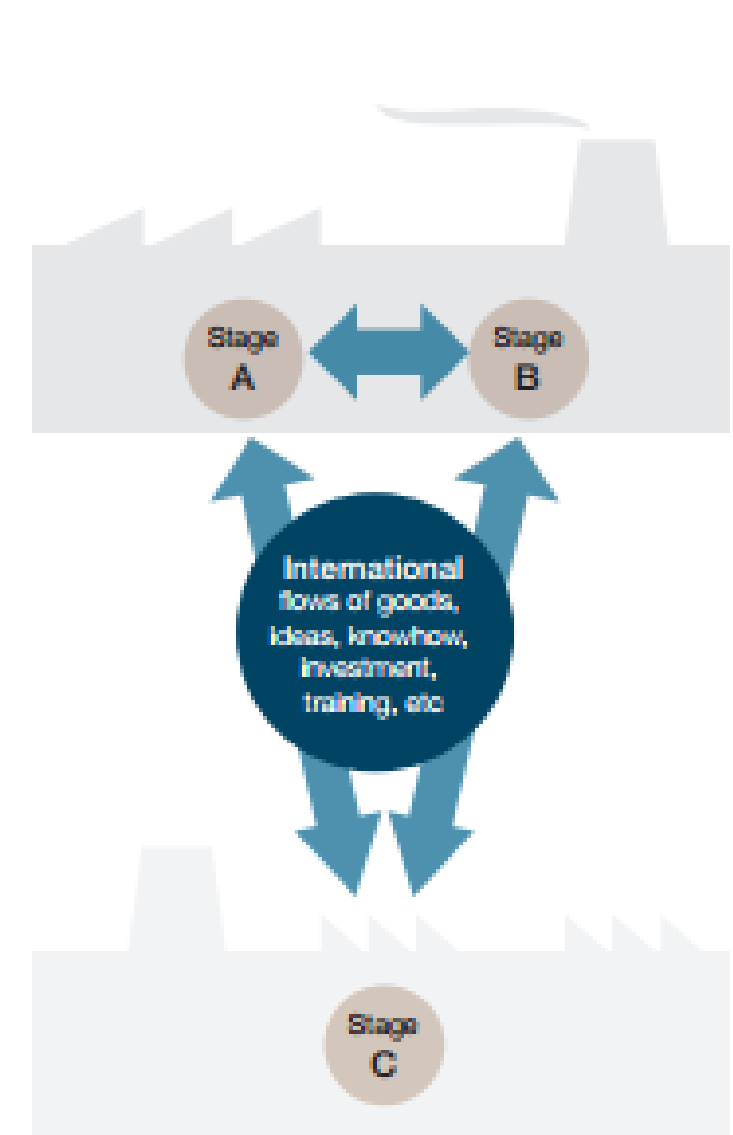 Stage
A
Stage
B
International
flows of goods,
ideas, knowhow,
investment,
training, etc
Stage
C